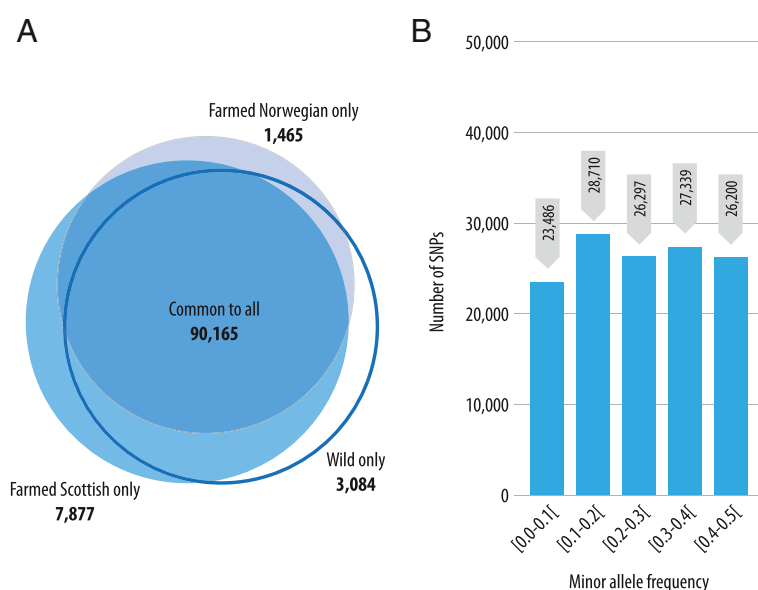 A
Farmed Norwegian only
1,465
Common to all
90,165
Wild only
3,084
Farmed Scottish only
7,877
B
Number of SNPs
50,000
40,000
30,000
20,000
10,000
0
23,486
28,710
26,297
27,339
26,200
[0.0-0.1[
[0.1-0.2[
[0.2-0.3[
[0.3-0.4[
[0.4-0.5[
Minor allele frequency